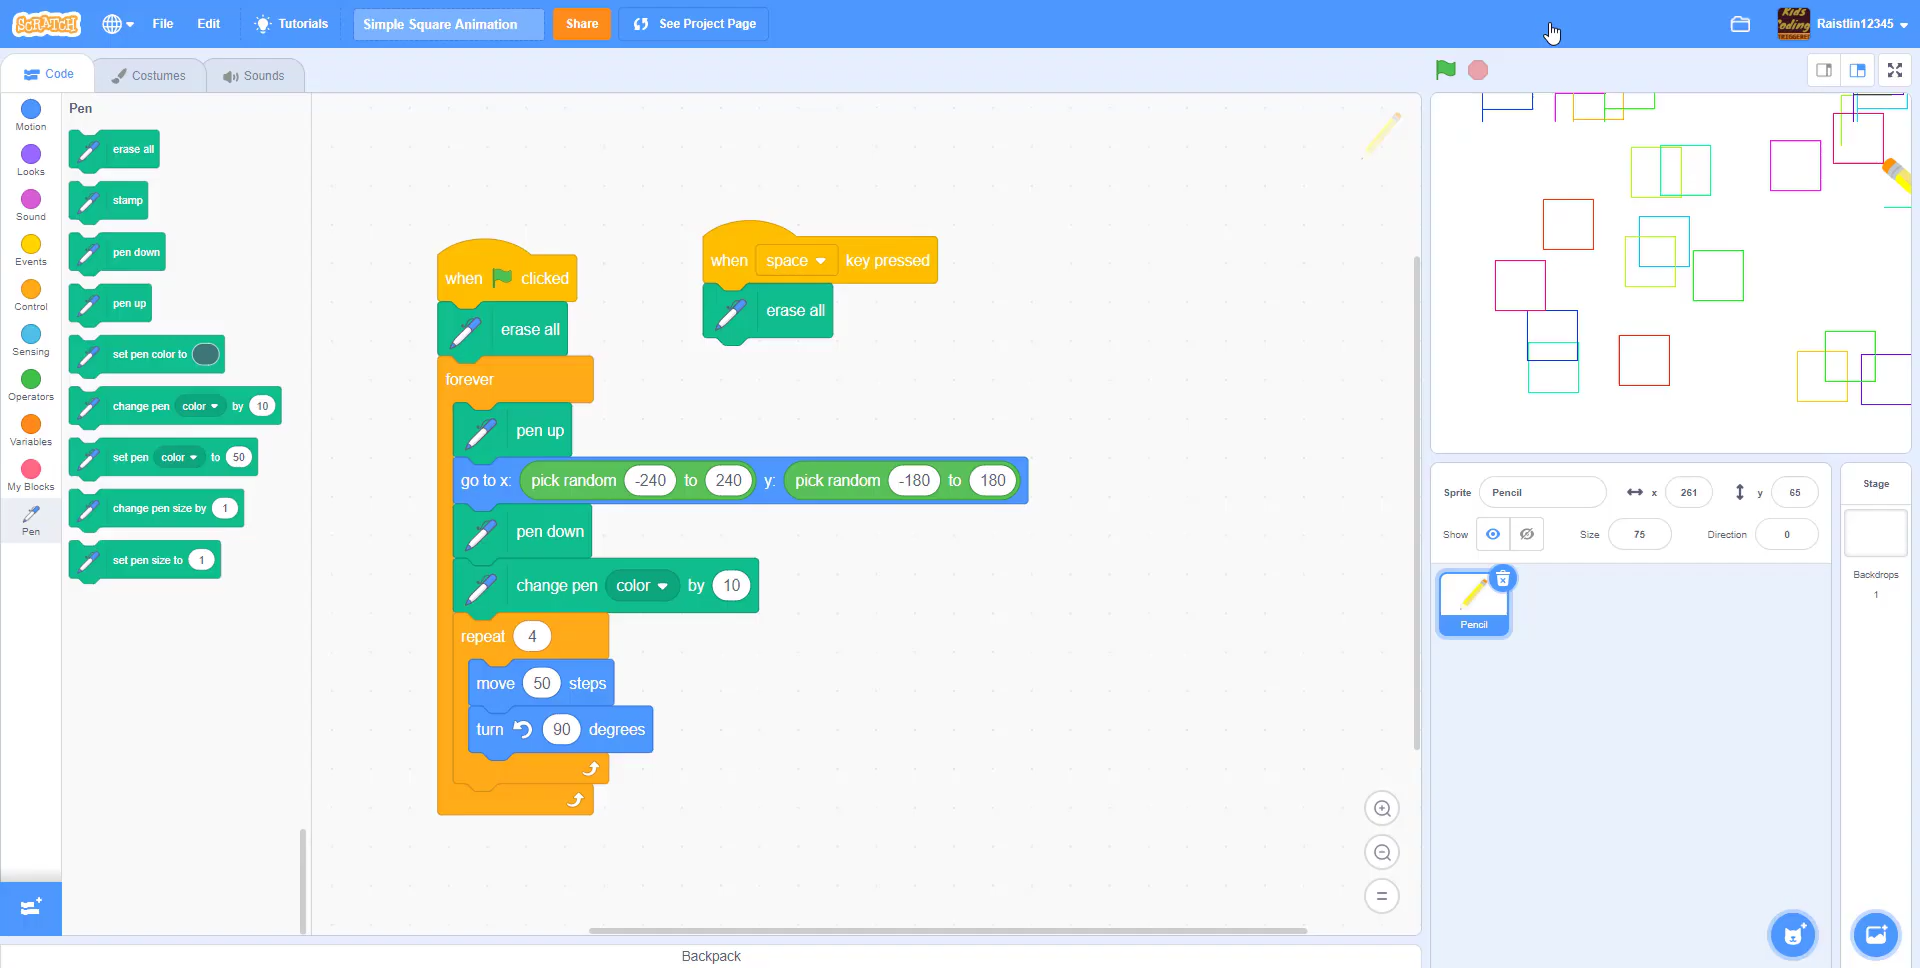 SCRATCH File Edit Tutorials Simple Square Animation Share See Project Page Raistlin12345
Code Costumes Sounds
Motion
Looks
Sound
Events
Control
Sensing
Operators
Variables
My Blocks
Pen
Pen
erase all
stamp
pen down
pen up
set pen color to
change pen color by 10
set pen color to 50
change pen size by 1
set pen size to 1
when clicked
erase all
forever
pen up
go to x: pick random -240 to 240 y: pick random -180 to 180
pen down
change pen color by 10
repeat 4
move 50 steps
turn 90 degrees
when space key pressed
erase all
Sprite Pencil x 261 y 65
Show Size 75 Direction 0
Pencil
Stage
Backdrops
1
Backpack